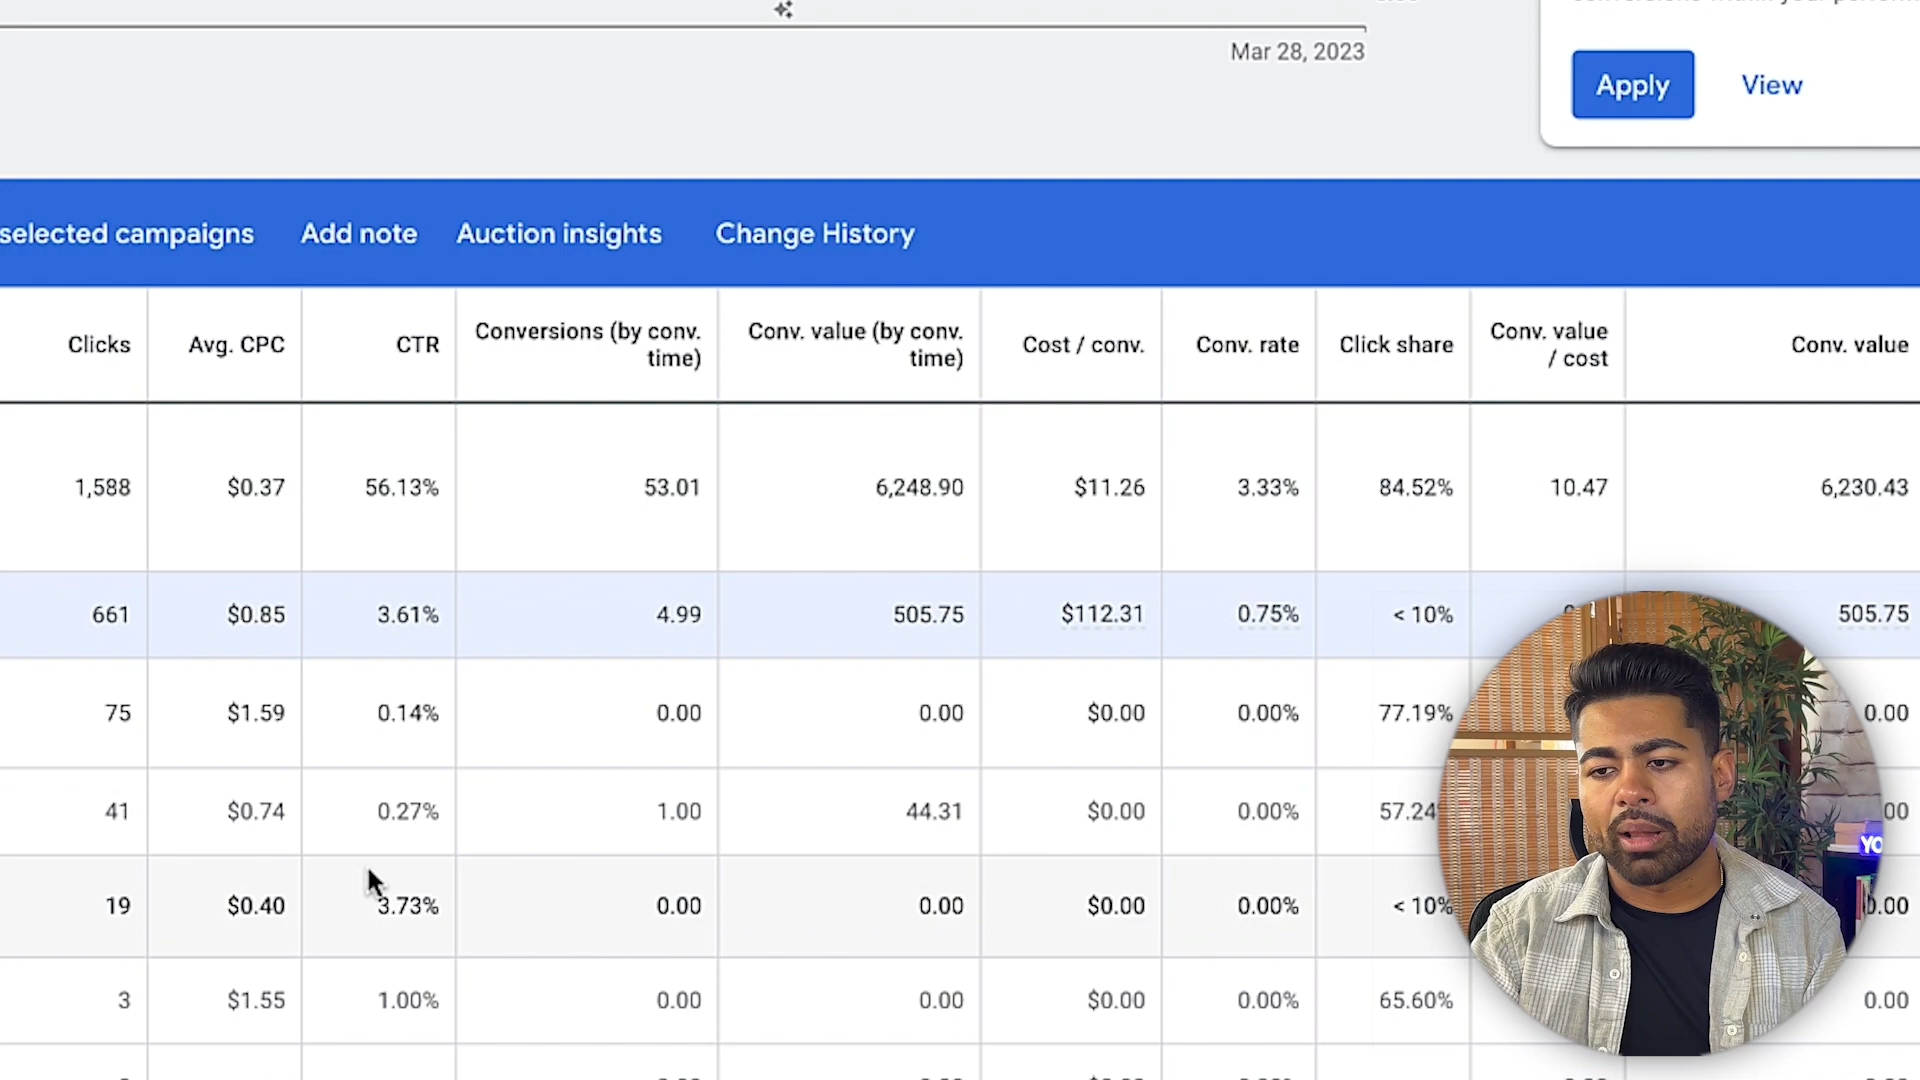 Mar 28, 2023
Apply View
selected campaigns Add note Auction insights Change History
Clicks Avg. CPC CTR Conversions (by conv. time) Conv. value (by conv. time) Cost / conv. Conv. rate Click share Conv. value / cost Conv. value
1,588 $0.37 56.13% 53.01 6,248.90 $11.26 3.33% 84.52% 10.47 6,230.43
661 $0.85 3.61% 4.99 505.75 $112.31 0.75% < 10% 505.75
75 $1.59 0.14% 0.00 0.00 $0.00 0.00% 77.19% 0.00
41 $0.74 0.27% 1.00 44.31 $0.00 0.00% 57.24 00
YO
19 $0.40 3.73% 0.00 0.00 $0.00 0.00% < 10% 0.00
3 $1.55 1.00% 0.00 0.00 $0.00 0.00% 65.60% 0.00